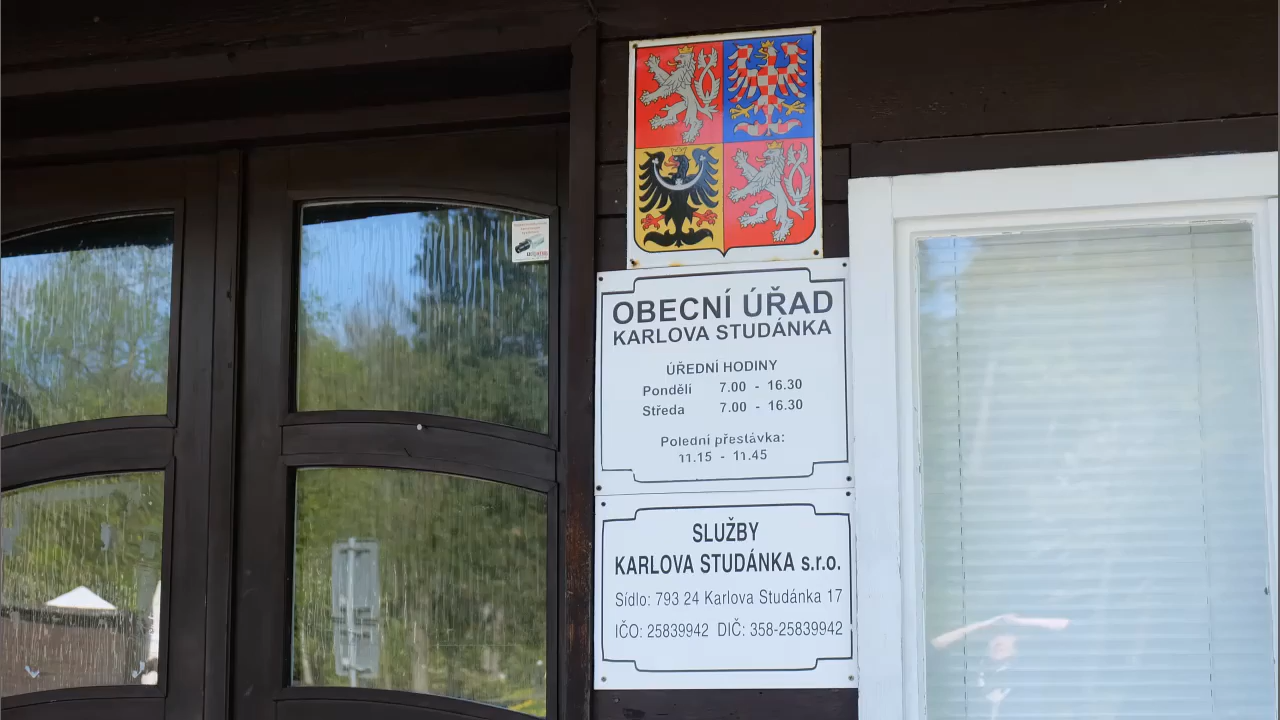 OBECNÍ ÚŘAD
KARLOVA STUDÁNKA
ÚŘEDNÍ HODINY
Pondělí 7.00 - 16.30
Středa 7.00 - 16.30
Polední přestávka:
11.15 - 11.45
SLUŽBY
KARLOVA STUDÁNKA s.r.o.
Sídlo: 793 24 Karlova Studánka 17
IČO: 25839942 DIČ: 358-25839942